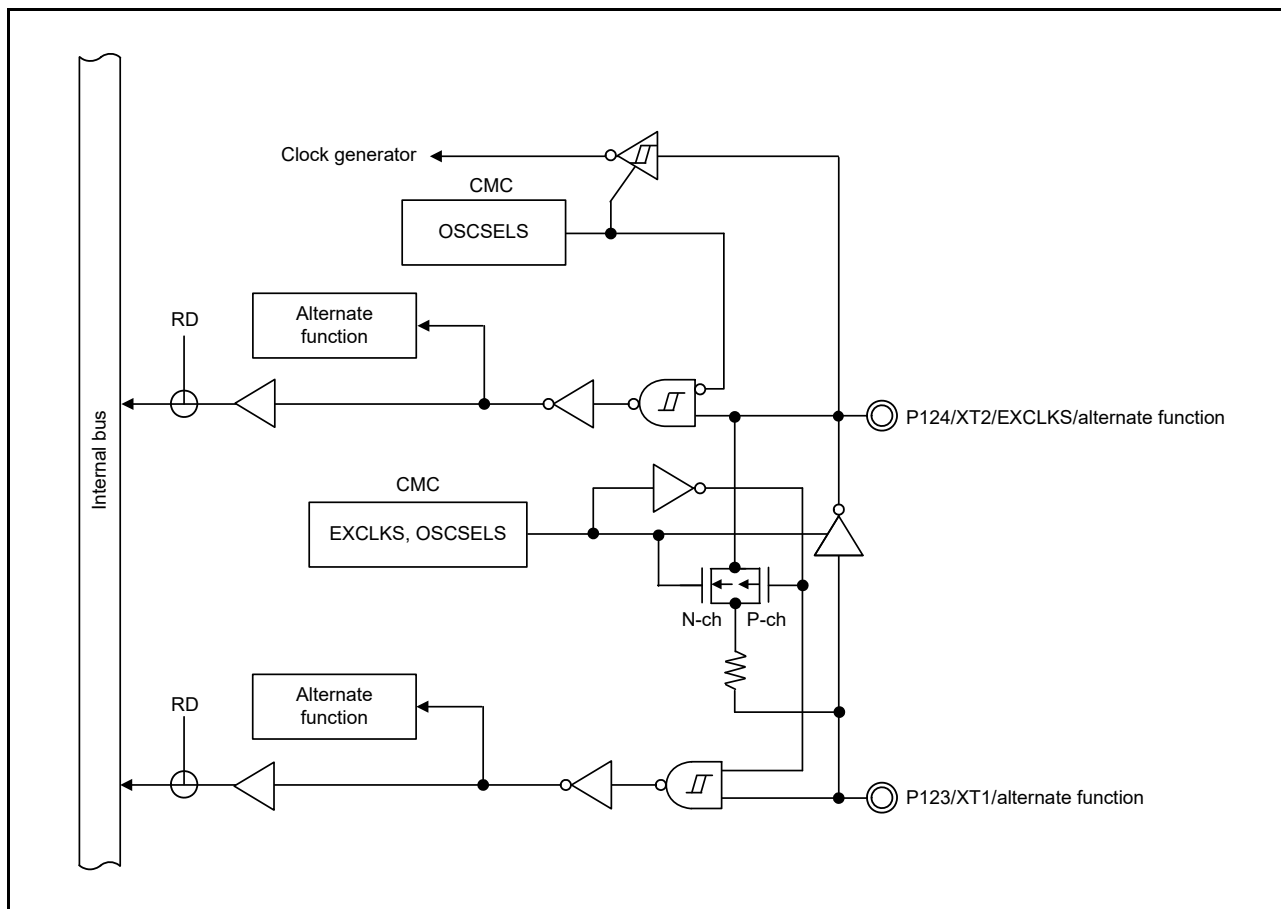 Clock generator
CMC
OSCSELS
Alternate
function
RD
P124/XT2/EXCLKS/alternate function
Internal bus
CMC
EXCLKS, OSCSELS
N-ch
P-ch
Alternate
function
RD
P123/XT1/alternate function